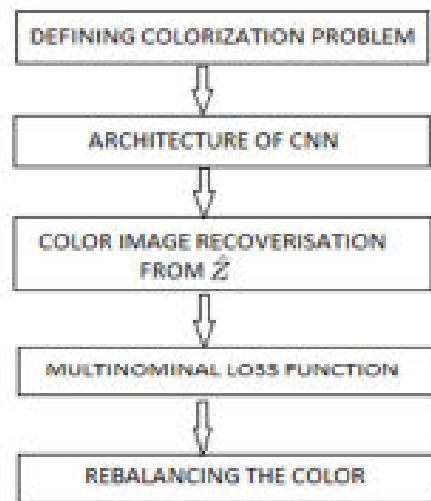 DEFINING COLORIZATION PROBLEM
ARCHITECTURE OF CNN
COLOR IMAGE RECOVERISATION
FROM Ẑ
MULTINOMINAL LOSS FUNCTION
REBALANCING THE COLOR